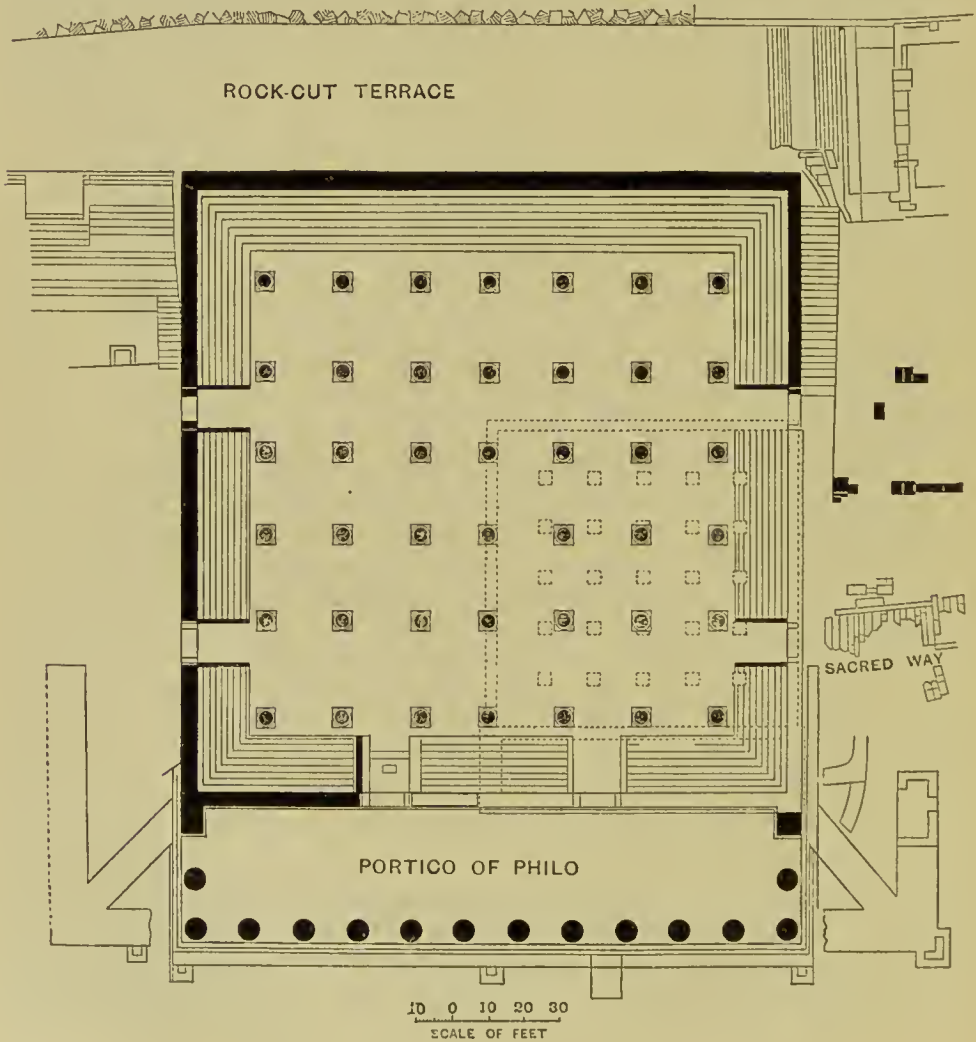 ROCK-CUT TERRACE
SACRED WAY
PORTICO OF PHILO
10 0 10 20 30
SCALE OF FEET